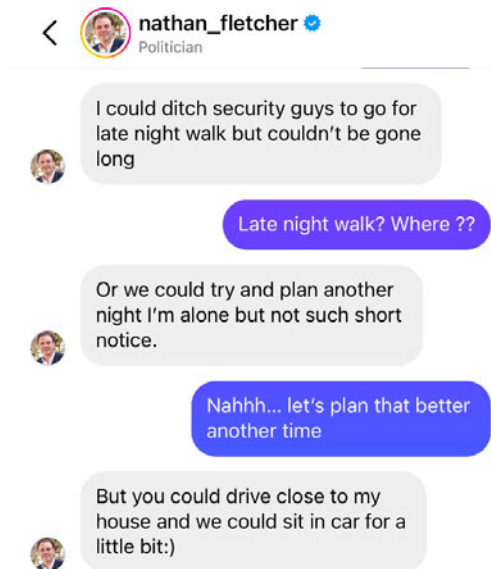 nathan_fletcher
Politician
I could ditch security guys to go for
late night walk but couldn’t be gone
long
Late night walk? Where ??
Or we could try and plan another
night I’m alone but not such short
notice.
Nahhh... let’s plan that better
another time
But you could drive close to my
house and we could sit in car for a
little bit:)